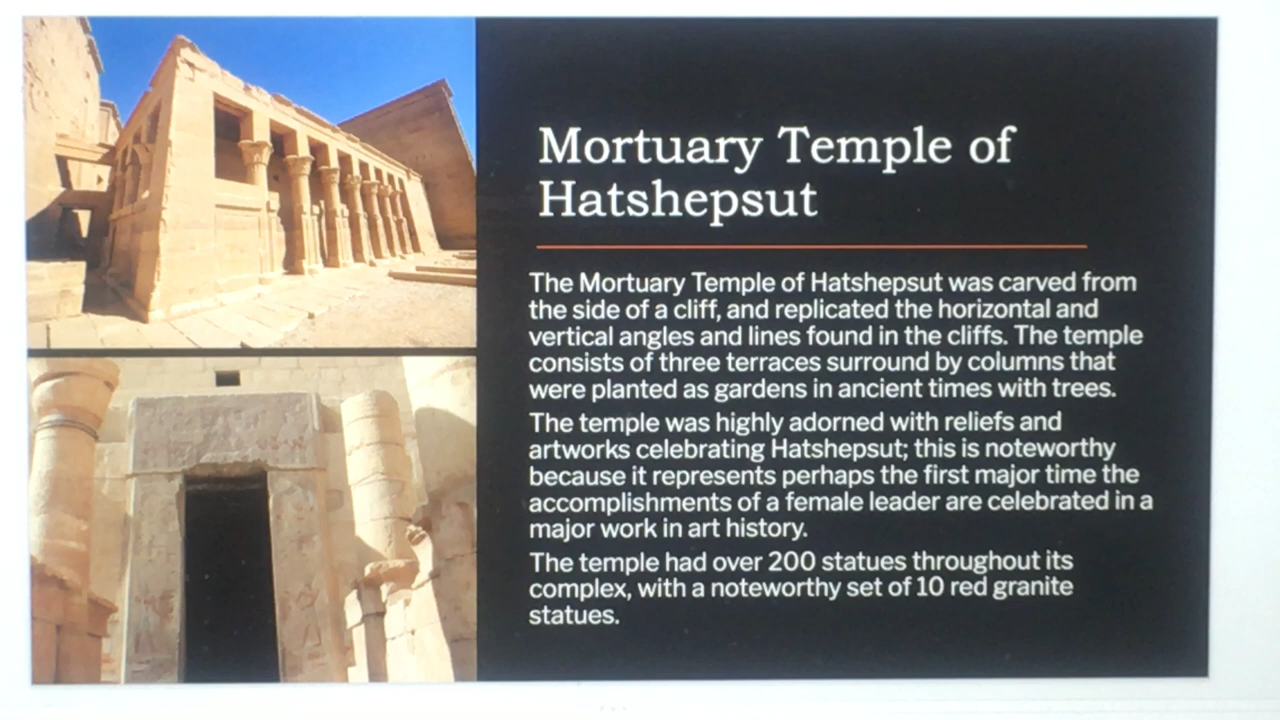 Mortuary Temple of
Hatshepsut
The Mortuary Temple of Hatshepsut was carved from
the side of a cliff, and replicated the horizontal and
vertical angles and lines found in the cliffs. The temple
consists of three terraces surround by columns that
were planted as gardens in ancient times with trees.
The temple was highly adorned with reliefs and
artworks celebrating Hatshepsut; this is noteworthy
because it represents perhaps the first major time the
accomplishments of a female leader are celebrated in a
major work in art history.
The temple had over 200 statues throughout its
complex, with a noteworthy set of 10 red granite
statues.